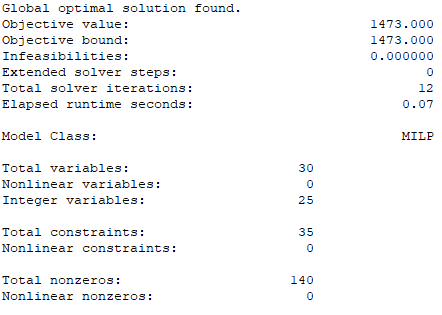 Global optimal solution found.
Objective value: 1473.000
Objective bound: 1473.000
Infeasibilities: 0.000000
Extended solver steps: 0
Total solver iterations: 12
Elapsed runtime seconds: 0.07
Model Class: MILP
Total variables: 30
Nonlinear variables: 0
Integer variables: 25
Total constraints: 35
Nonlinear constraints: 0
Total nonzeros: 140
Nonlinear nonzeros: 0